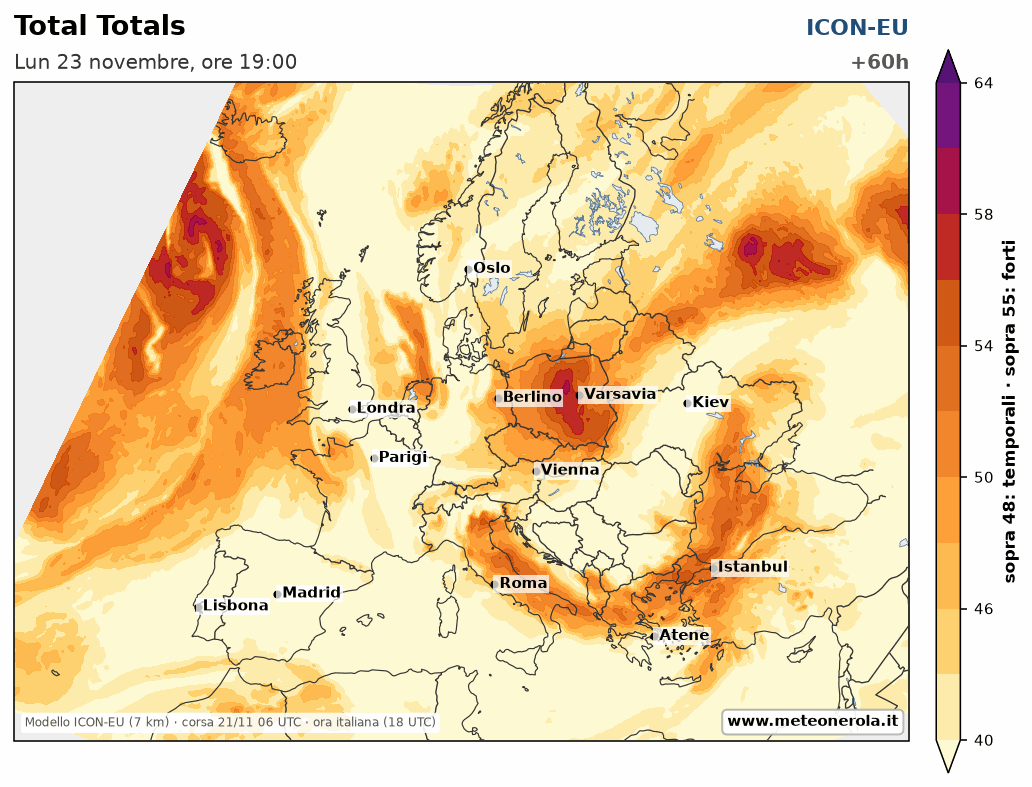 Total Totals
ICON-EU
Lun 23 novembre, ore 19:00
+60h
64
58
54
50
46
40
sopra 48: temporali · sopra 55: forti
Oslo
Berlino
Varsavia
Kiev
Londra
Parigi
Vienna
Istanbul
Roma
Madrid
Lisbona
Atene
Modello ICON-EU (7 km) · corsa 21/11 06 UTC · ora italiana (18 UTC)
www.meteonerola.it